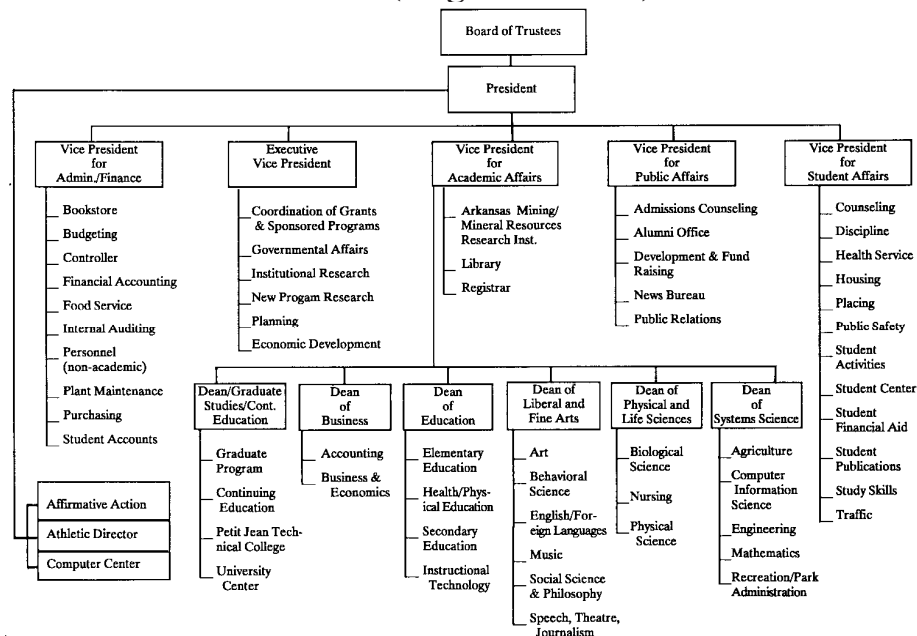 Board of Trustees
President
Vice President
for
Admin./Finance
Bookstore
Budgeting
Controller
Financial Accounting
Food Service
Internal Auditing
Personnel
(non-academic)
Plant Maintenance
Purchasing
Student Accounts
Executive
Vice President
Coordination of Grants
& Sponsored Programs
Governmental Affairs
Institutional Research
New Progam Research
Planning
Economic Development
Vice President
for
Academic Affairs
Arkansas Mining/
Mineral Resources
Research Inst.
Library
Registrar
Vice President
for
Public Affairs
Admissions Counseling
Alumni Office
Development & Fund
Raising
News Bureau
Public Relations
Vice President
for
Student Affairs
Counseling
Discipline
Health Service
Housing
Placing
Public Safety
Student
Activities
Student Center
Student
Financial Aid
Student
Publications
Study Skills
Traffic
Dean/Graduate
Studies/Cont.
Education
Graduate
Program
Continuing
Education
Petit Jean Tech-
nical College
University
Center
Dean
of
Business
Accounting
Business &
Economics
Dean
of
Education
Elementary
Education
Health/Phys-
ical Education
Secondary
Education
Instructional
Technology
Dean of
Liberal and
Fine Arts
Art
Behavioral
Science
English/For-
eign Languages
Music
Social Science
& Philosophy
Speech, Theatre,
Journalism
Dean of
Physical and
Life Sciences
Biological
Science
Nursing
Physical
Science
Dean
of
Systems Science
Agriculture
Computer
Information
Science
Engineering
Mathematics
Recreation/Park
Administration
Affirmative Action
Athletic Director
Computer Center